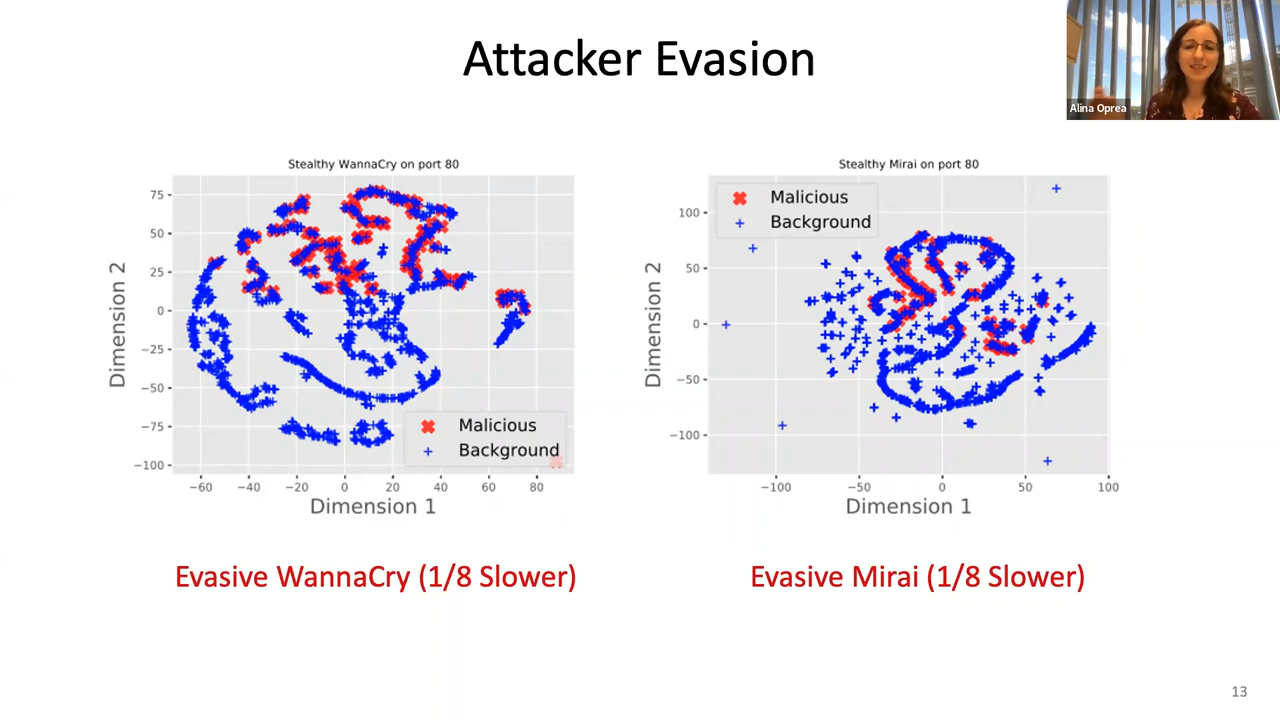 Attacker Evasion
Alina Oprea
Stealthy WannaCry on port 80
75
50
25
0
−25
−50
−75
−100
Dimension 2
Malicious
Background
−60 −40 −20 0 20 40 60 80
Dimension 1
Stealthy Mirai on port 80
Malicious
Background
100
50
0
−50
−100
Dimension 2
−100 −50 0 50 100
Dimension 1
Evasive WannaCry (1/8 Slower)
Evasive Mirai (1/8 Slower)
13